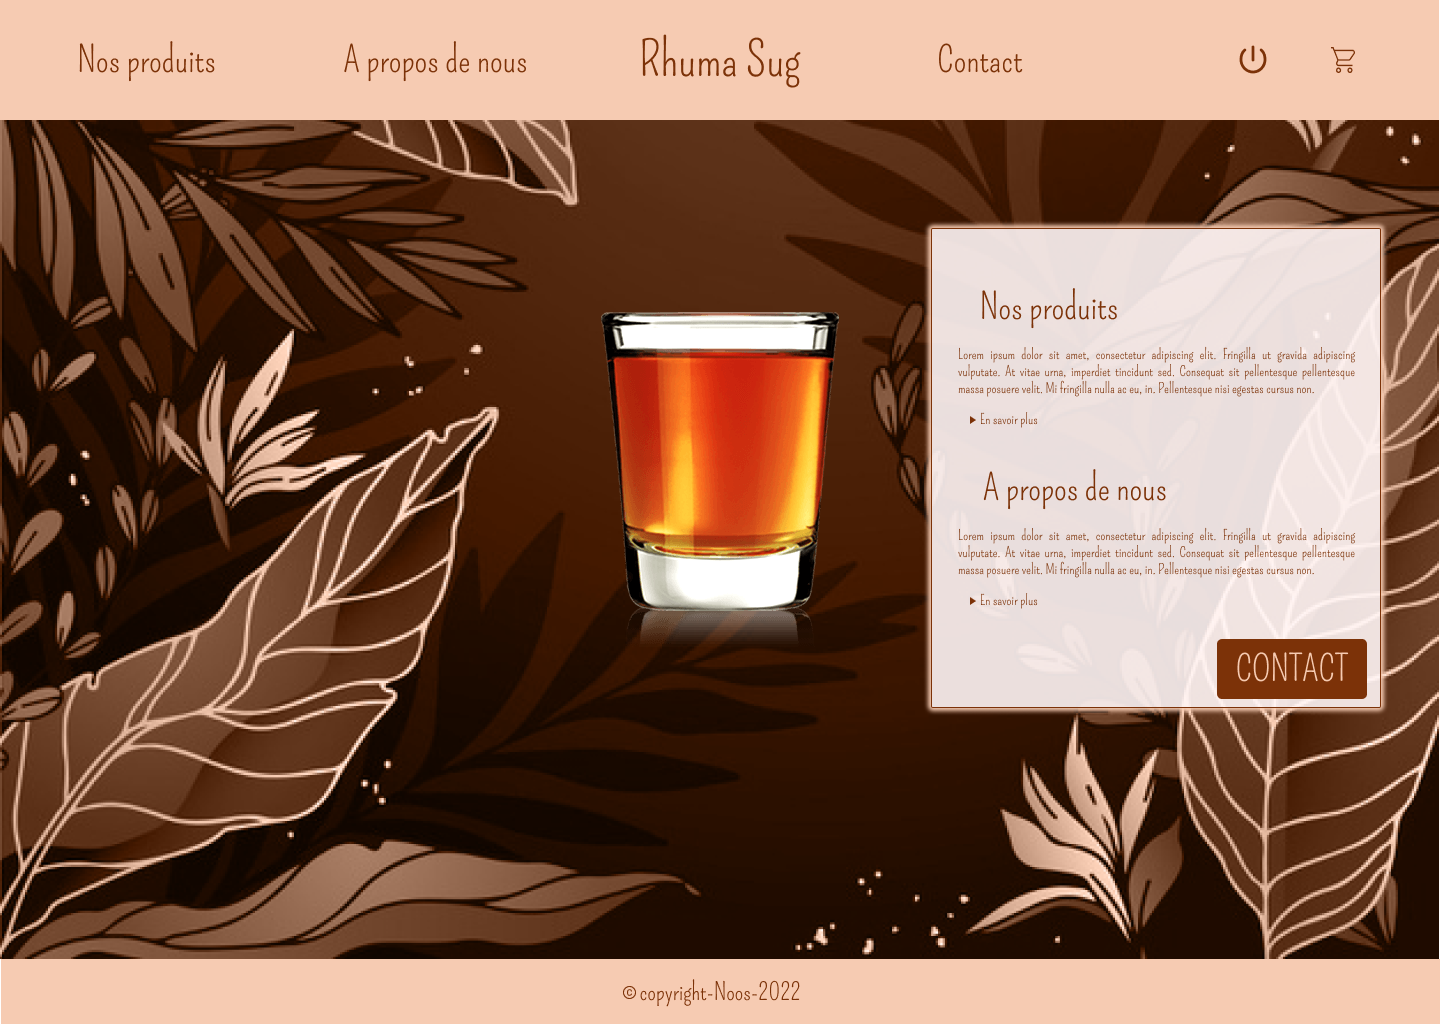 Nos produits
A propos de nous
Rhuma Sug
Contact
Nos produits
Lorem ipsum dolor sit amet, consectetur adipiscing elit. Fringilla ut gravida adipiscing
vulputate. At vitae urna, imperdiet tincidunt sed. Consequat sit pellentesque pellentesque
massa posuere velit. Mi fringilla nulla ac eu, in. Pellentesque nisi egestas cursus non.
En savoir plus
A propos de nous
Lorem ipsum dolor sit amet, consectetur adipiscing elit. Fringilla ut gravida adipiscing
vulputate. At vitae urna, imperdiet tincidunt sed. Consequat sit pellentesque pellentesque
massa posuere velit. Mi fringilla nulla ac eu, in. Pellentesque nisi egestas cursus non.
En savoir plus
CONTACT
© copyright-Noos-2022